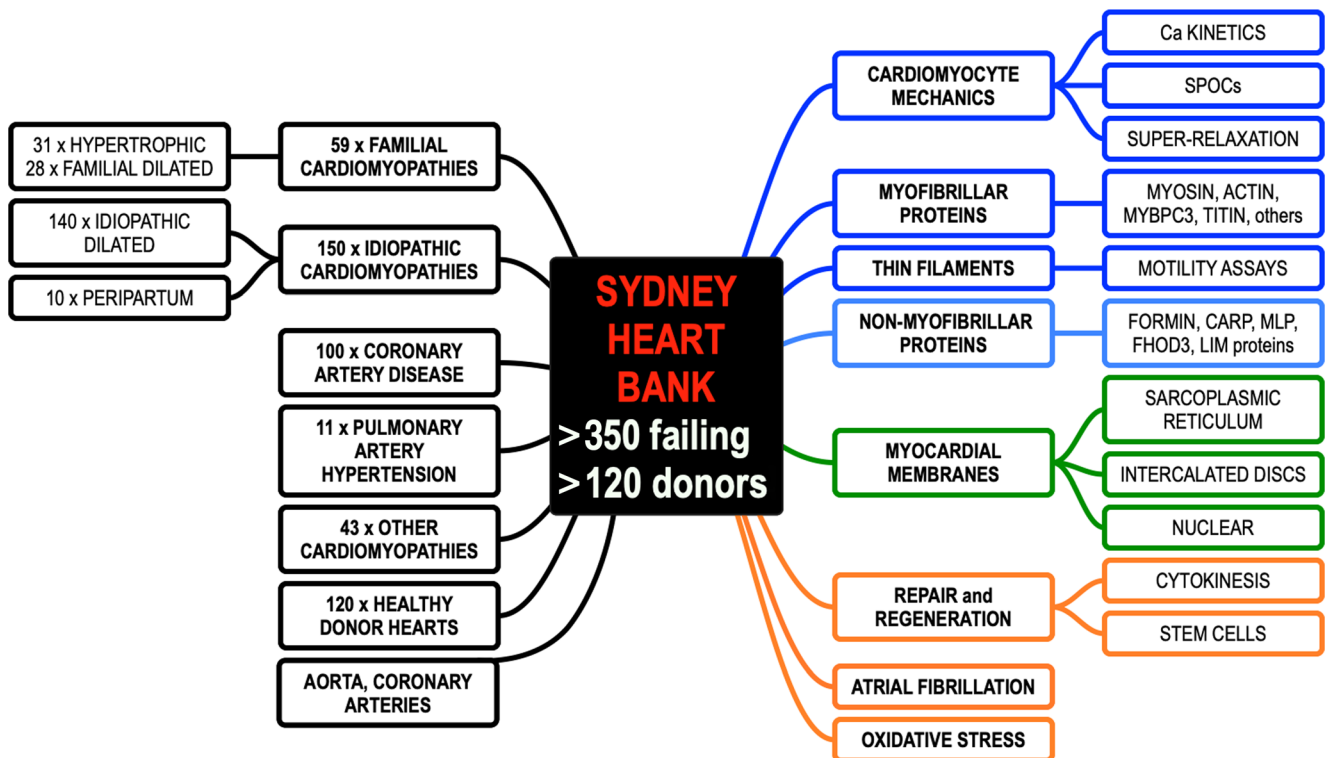 31 x HYPERTROPHIC
28 x FAMILIAL DILATED
140 x IDIOPATHIC
DILATED
10 x PERIPARTUM
59 x FAMILIAL
CARDIOMYOPATHIES
150 x IDIOPATHIC
CARDIOMYOPATHIES
100 x CORONARY
ARTERY DISEASE
11 x PULMONARY
ARTERY
HYPERTENSION
43 x OTHER
CARDIOMYOPATHIES
120 x HEALTHY
DONOR HEARTS
AORTA, CORONARY
ARTERIES
SYDNEY
HEART
BANK
>350 failing
>120 donors
CARDIOMYOCYTE
MECHANICS
Ca KINETICS
SPOCs
SUPER-RELAXATION
MYOFIBRILLAR
PROTEINS
MYOSIN, ACTIN,
MYBPC3, TITIN, others
THIN FILAMENTS
MOTILITY ASSAYS
NON-MYOFIBRILLAR
PROTEINS
FORMIN, CARP, MLP,
FHOD3, LIM proteins
MYOCARDIAL
MEMBRANES
SARCOPLASMIC
RETICULUM
INTERCALATED DISCS
NUCLEAR
REPAIR and
REGENERATION
CYTOKINESIS
STEM CELLS
ATRIAL FIBRILLATION
OXIDATIVE STRESS